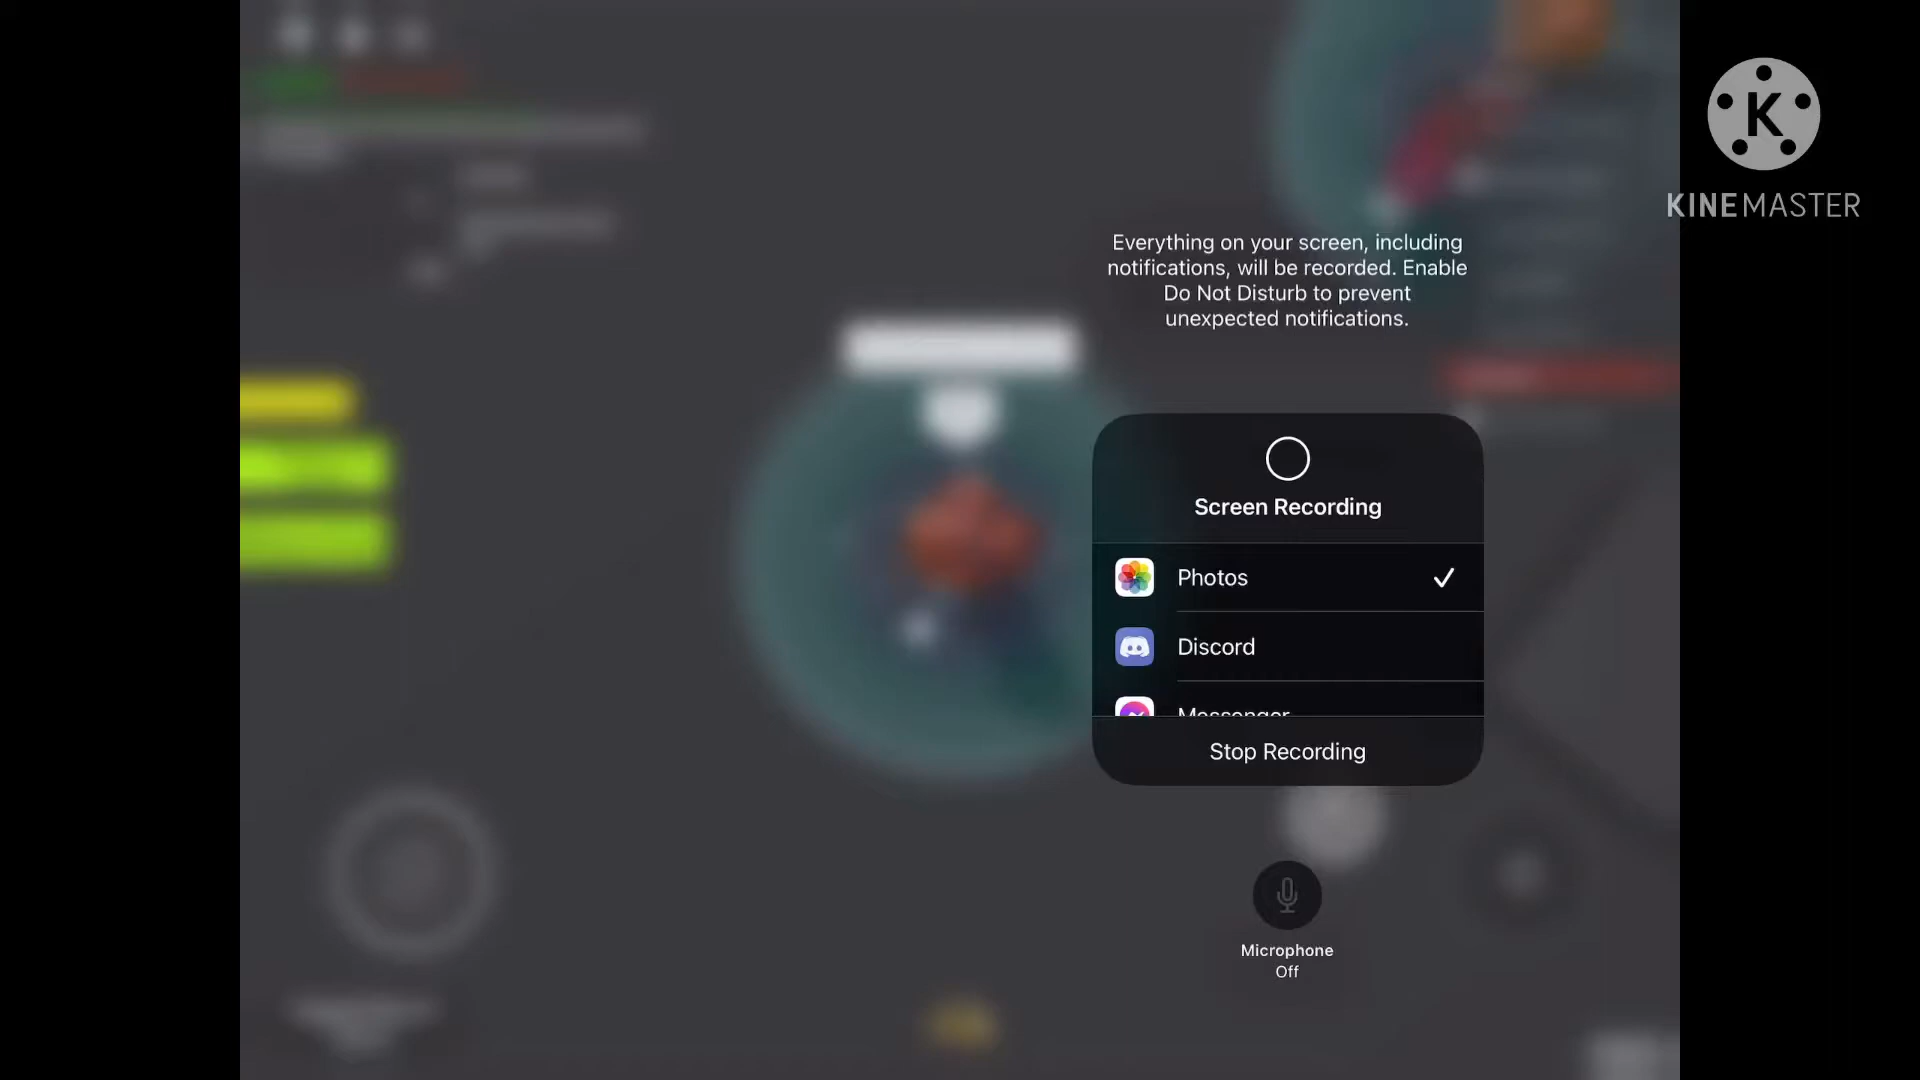 K
KINEMASTER
Everything on your screen, including
notifications, will be recorded. Enable
Do Not Disturb to prevent
unexpected notifications.
Screen Recording
Photos
Discord
Messenger
Stop Recording
Microphone
Off